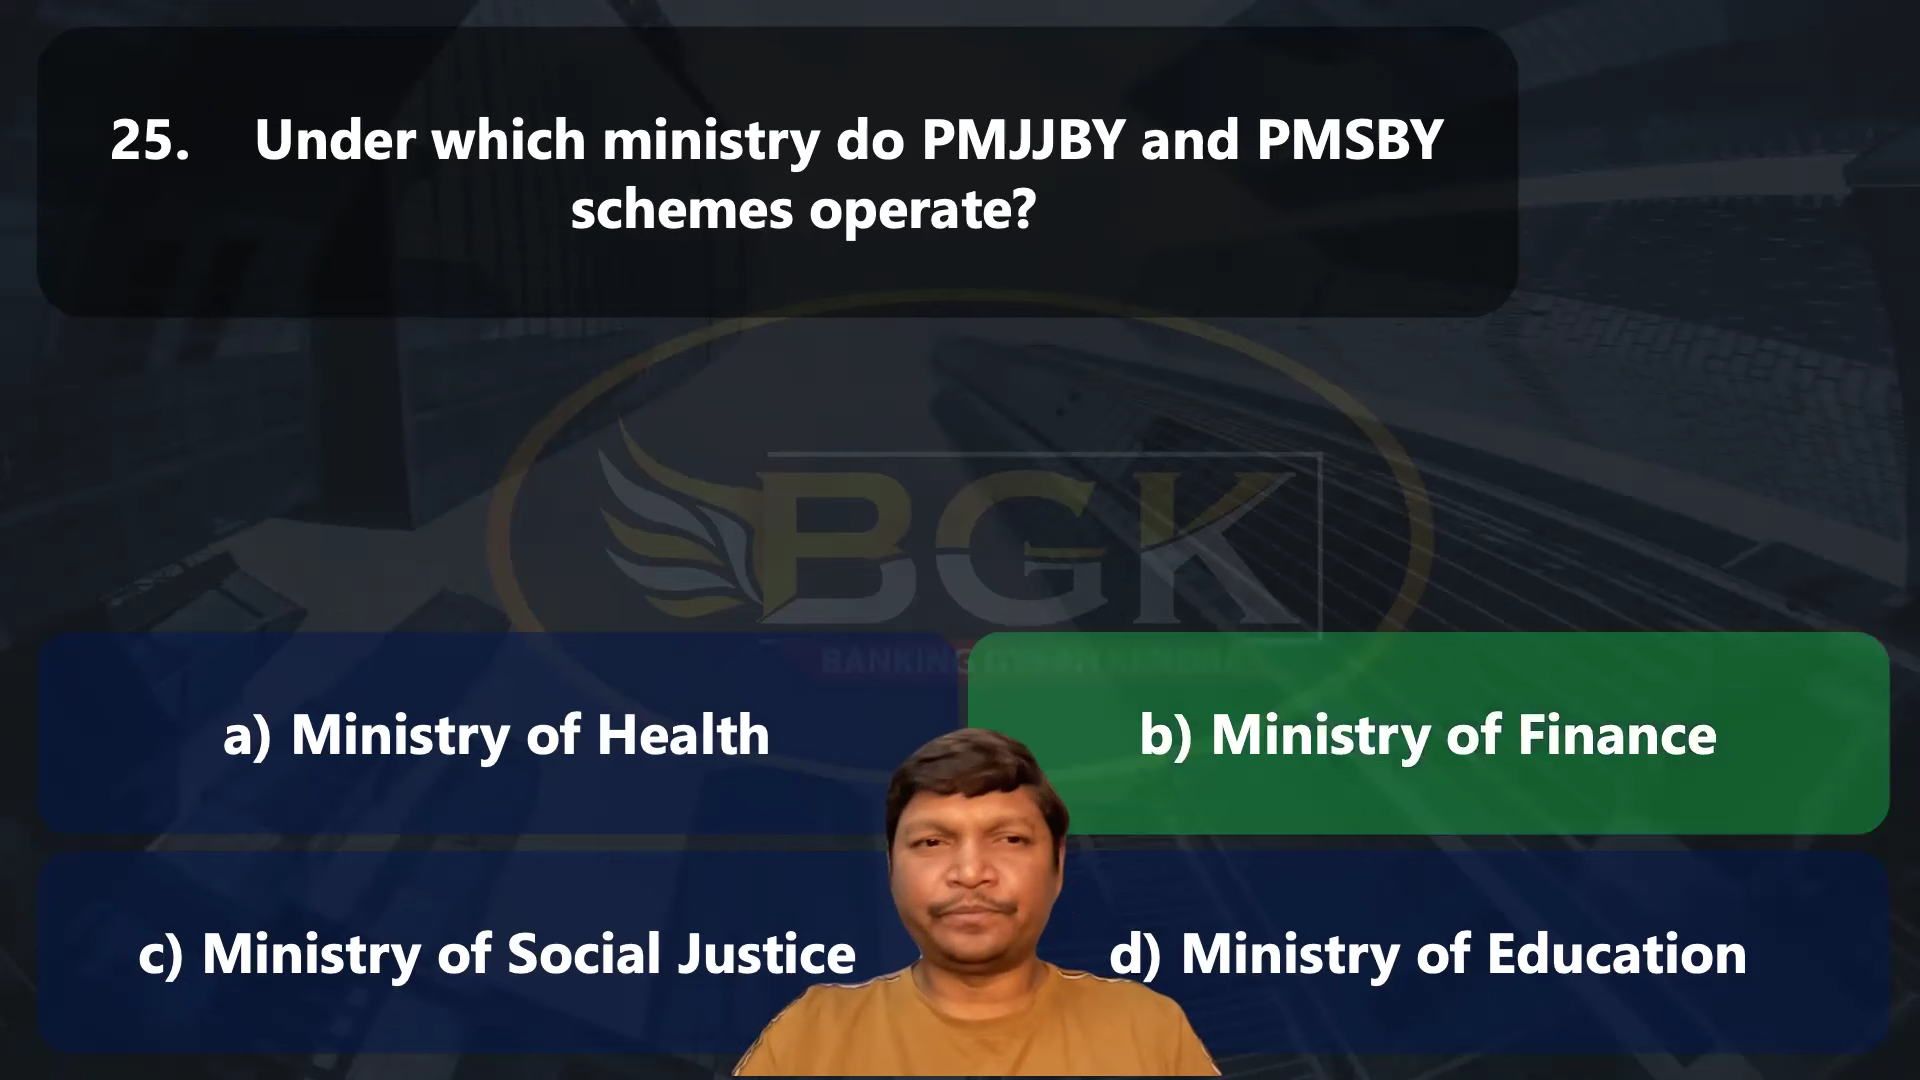 25. Under which ministry do PMJJBY and PMSBY
schemes operate?
BGK
BANKING
a) Ministry of Health
b) Ministry of Finance
c) Ministry of Social Justice
d) Ministry of Education